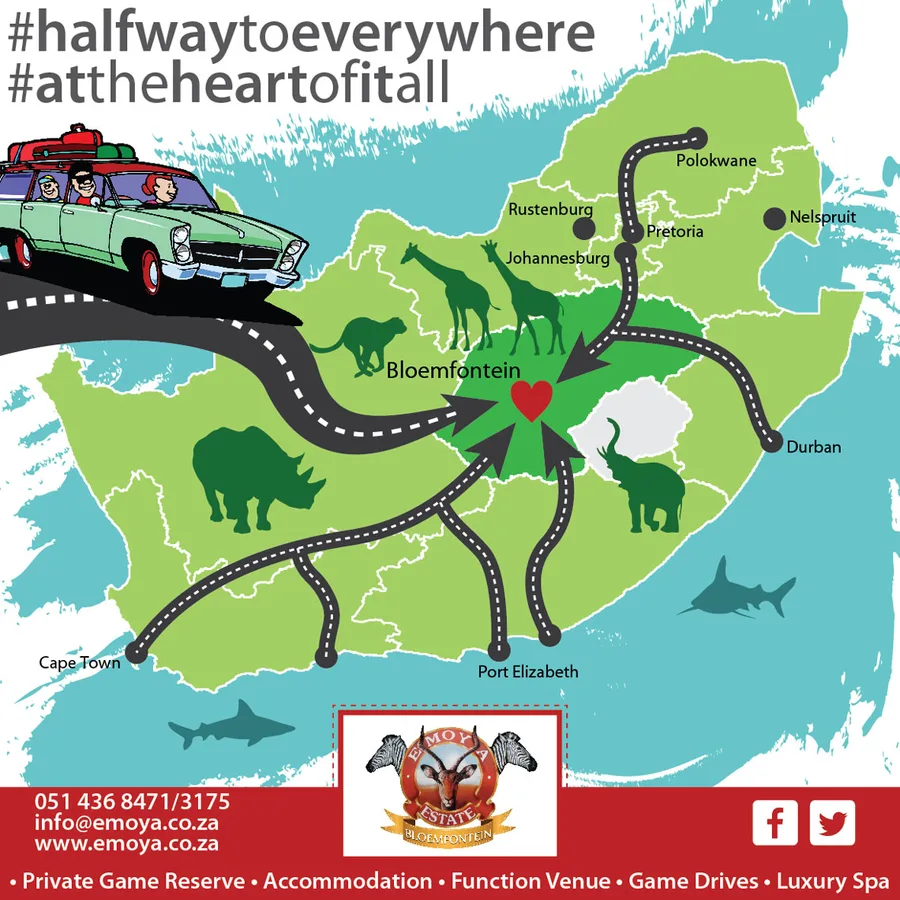 #halfwaytoeverywhere
#attheheartofitall
Polokwane
Rustenburg
Nelspruit
Pretoria
Johannesburg
Bloemfontein
Durban
Cape Town
Port Elizabeth
EMOYA
ESTATE
BLOEMFONTEIN
051 436 8471/3175
info@emoya.co.za
www.emoya.co.za
• Private Game Reserve • Accommodation • Function Venue • Game Drives • Luxury Spa